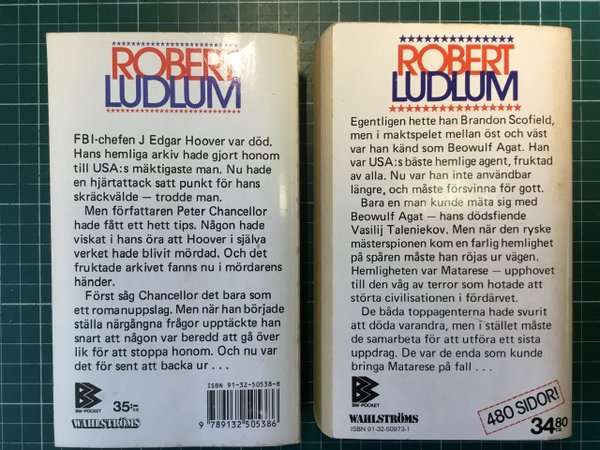 ROBERT
LUDLUM
FBI-chefen J Edgar Hoover var död.
Hans hemliga arkiv hade gjort honom
till USA:s mäktigaste man. Nu hade
en hjärtattack satt punkt för hans
skräckvälde — trodde man.
Men författaren Peter Chancellor
hade fått ett hett tips. Någon hade
viskat i hans öra att Hoover i själva
verket hade blivit mördad. Och det
fruktade arkivet fanns nu i mördarens
händer.
Först såg Chancellor det bara som
ett romanuppslag. Men när han började
ställa närgångna frågor upptäckte han
snart att någon var beredd att gå över
lik för att stoppa honom. Och nu var
det för sent att backa ur . . .
BW-POCKET
35:—
ca
WAHLSTRÖMS
ISBN 91-32-50538-8
9 789132 505386
ROBERT
LUDLUM
Egentligen hette han Brandon Scofield,
men i maktspelet mellan öst och väst
var han känd som Beowulf Agat. Han
var USA:s bäste hemlige agent, fruktad
av alla. Nu var han inte användbar
längre, och måste försvinna för gott.
Bara en man kunde mäta sig med
Beowulf Agat — hans dödsfiende
Vasilij Taleniekov. Men när den ryske
mästerspionen kom en farlig hemlighet
på spåren måste han röjas ur vägen.
Hemligheten var Matarese — upphovet
till den våg av terror som hotade att
störta civilisationen i fördärvet.
De båda toppagenterna hade svurit
att döda varandra, men i stället måste
de samarbeta för att utföra ett sista
uppdrag. De var de enda som kunde
bringa Matarese på fall . . .
BW-POCKET
WAHLSTRÖMS
ISBN 91-32-50973-1
480 SIDOR!
34 80
ca